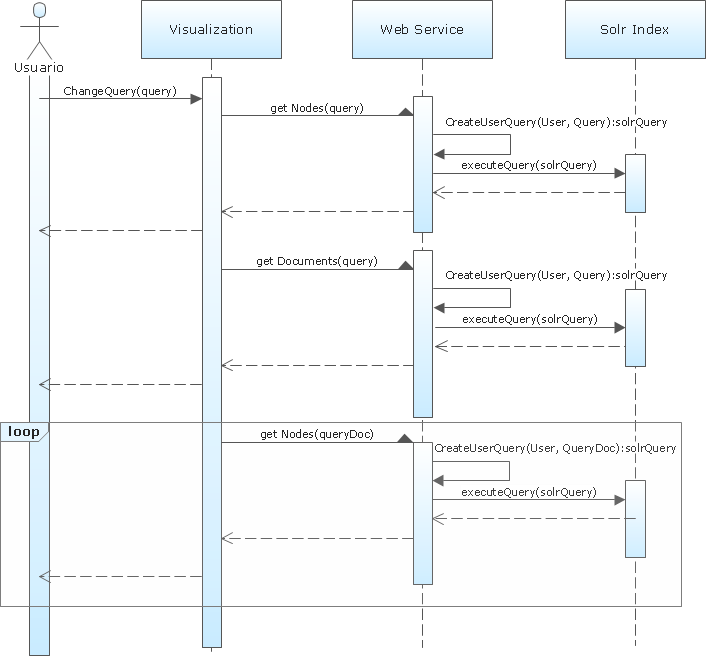 Visualization
Web Service
Solr Index
Usuario
ChangeQuery(query)
get Nodes(query)
CreateUserQuery(User, Query):solrQuery
executeQuery(solrQuery)
get Documents(query)
CreateUserQuery(User, Query):solrQuery
executeQuery(solrQuery)
loop
get Nodes(queryDoc)
CreateUserQuery(User, QueryDoc):solrQuery
executeQuery(solrQuery)